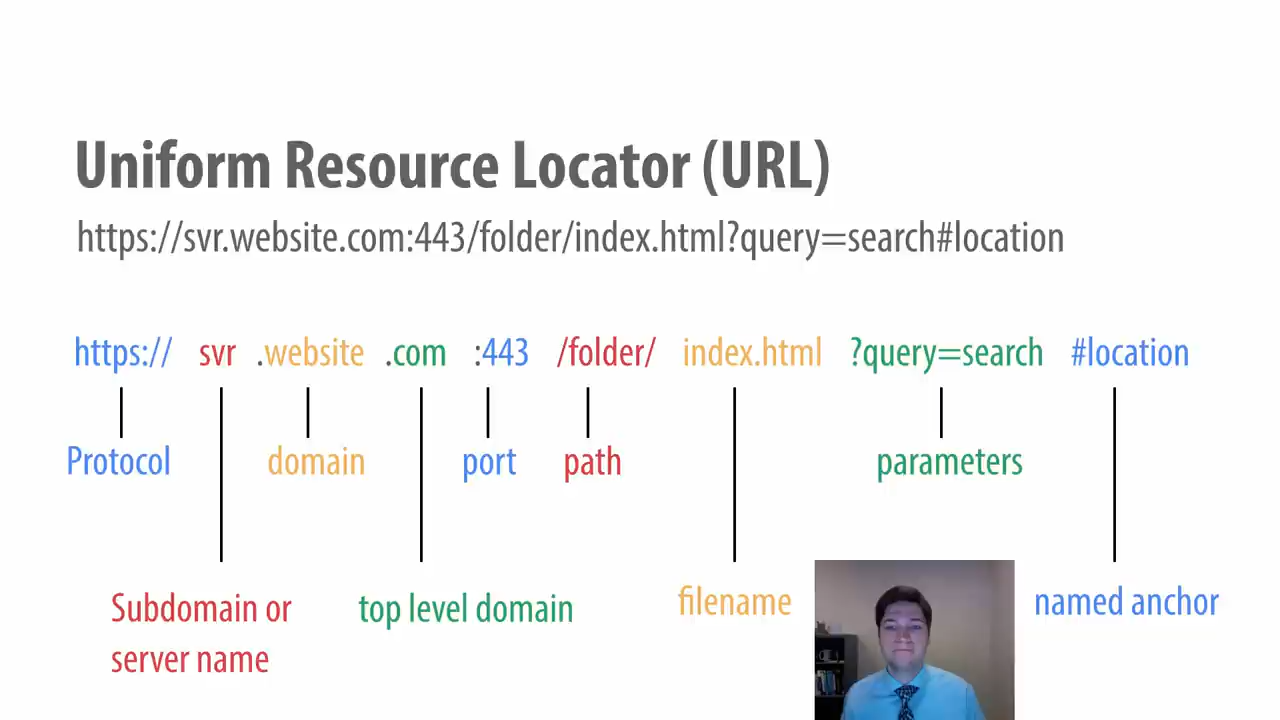 Uniform Resource Locator (URL)
https://svr.website.com:443/folder/index.html?query=search#location
https:// svr .website .com :443 /folder/ index.html ?query=search #location
Protocol domain port path parameters
Subdomain or
server name
top level domain
filename
named anchor